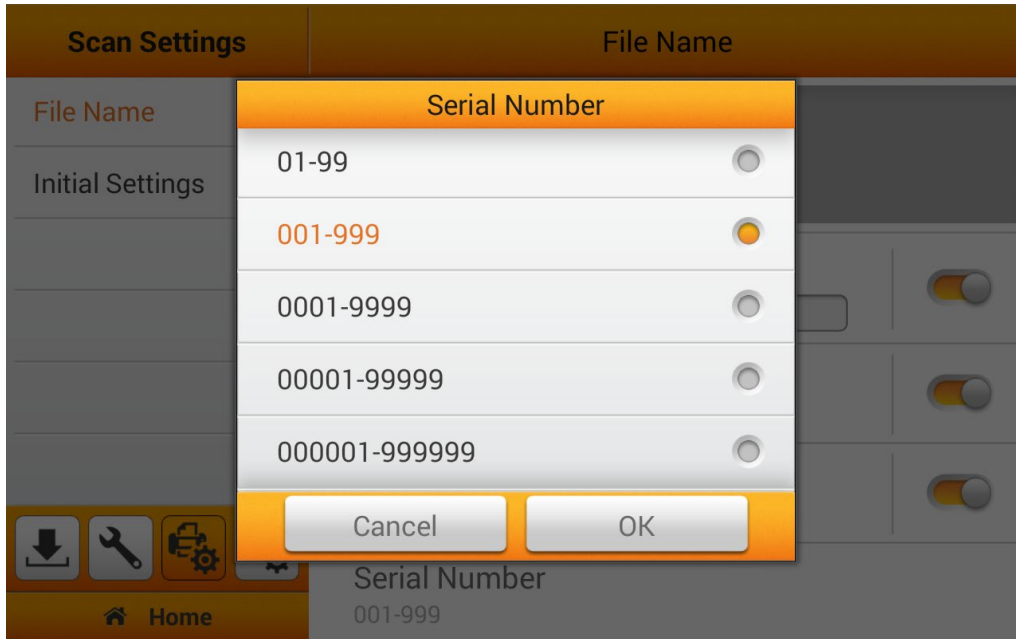 Scan Settings
File Name
File Name
Initial Settings
Serial Number
01-99
001-999
0001-9999
00001-99999
000001-999999
Cancel
OK
Serial Number
001-999
Home